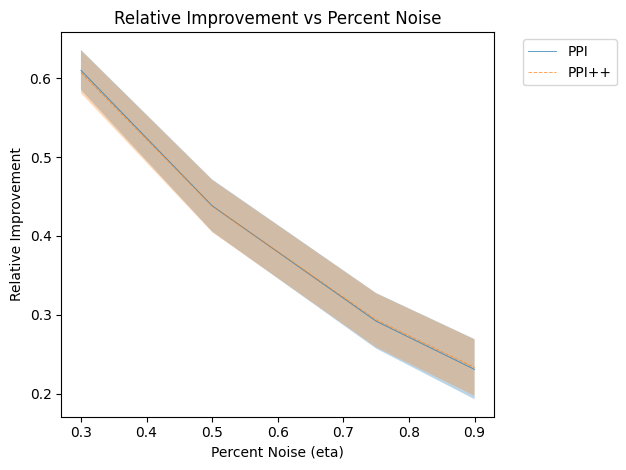 Relative Improvement vs Percent Noise
PPI
PPI++
Relative Improvement
0.6
0.5
0.4
0.3
0.2
0.3 0.4 0.5 0.6 0.7 0.8 0.9
Percent Noise (eta)